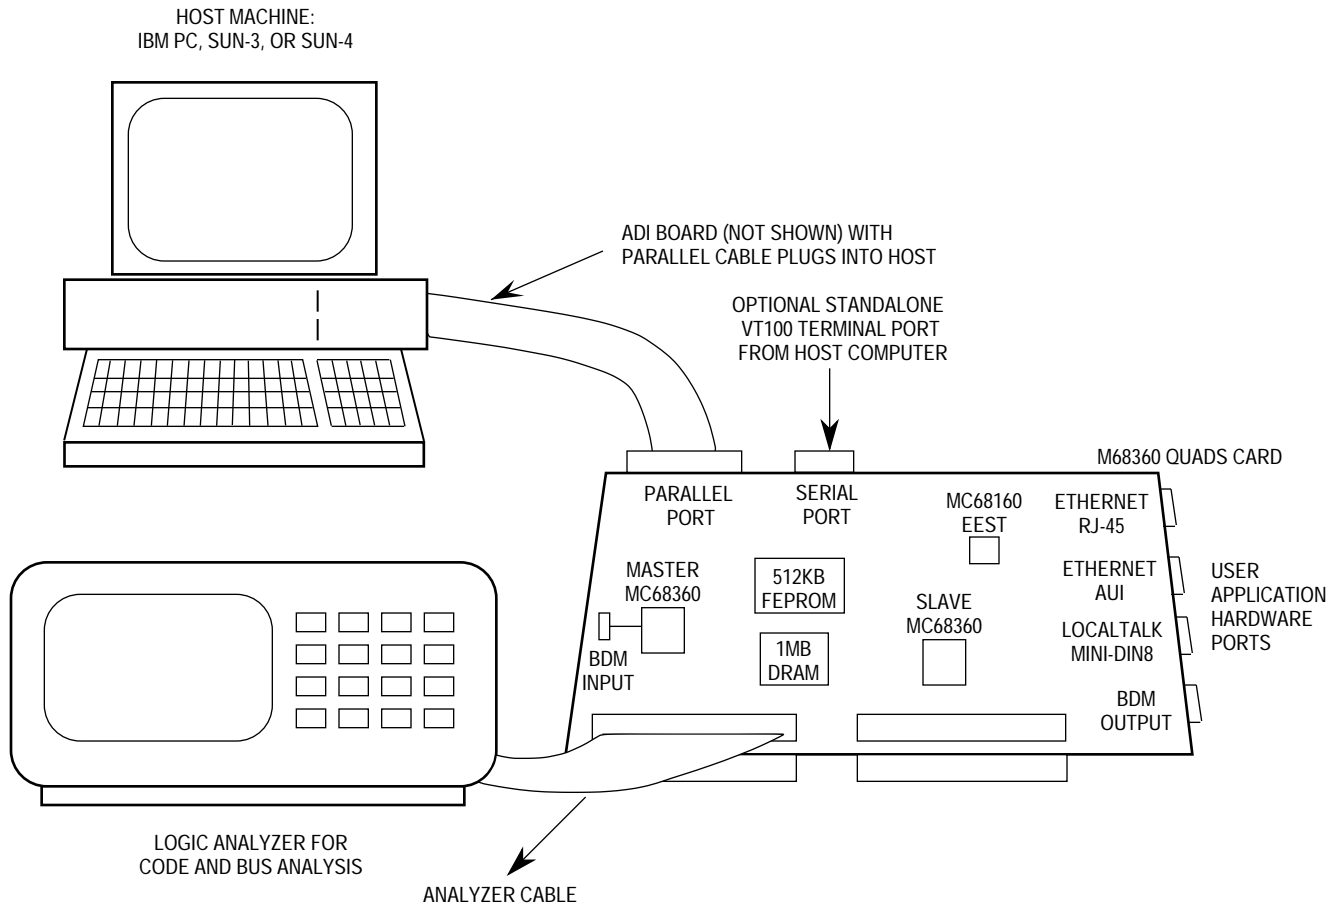 HOST MACHINE:
IBM PC, SUN-3, OR SUN-4
ADI BOARD (NOT SHOWN) WITH
PARALLEL CABLE PLUGS INTO HOST
OPTIONAL STANDALONE
VT100 TERMINAL PORT
FROM HOST COMPUTER
M68360 QUADS CARD
PARALLEL
PORT
SERIAL
PORT
MC68160
EEST
ETHERNET
RJ-45
MASTER
MC68360
512KB
FEPROM
ETHERNET
AUI
USER
APPLICATION
HARDWARE
PORTS
SLAVE
MC68360
LOCALTALK
MINI-DIN8
BDM
INPUT
1MB
DRAM
BDM
OUTPUT
LOGIC ANALYZER FOR
CODE AND BUS ANALYSIS
ANALYZER CABLE